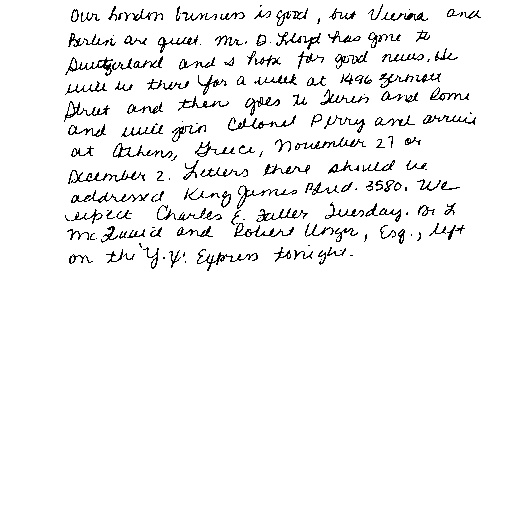 Our London business is good, but Vienna and
Berlin are quiet. Mr. D. Lloyd has gone to
Switzerland and I hope for good news. He
will be there for a week at 1496 Zermott
Street and then goes to Turin and Rome
and will join Colonel Perry and arrive
at Athens, Greece, November 27 or
December 2. Letters there should be
addressed King James Blvd. 3580. We
expect Charles E. Fuller Tuesday. Dr. L
McQuaid and Robert Unger, Esq., left
on the "Y.X." Express tonight.